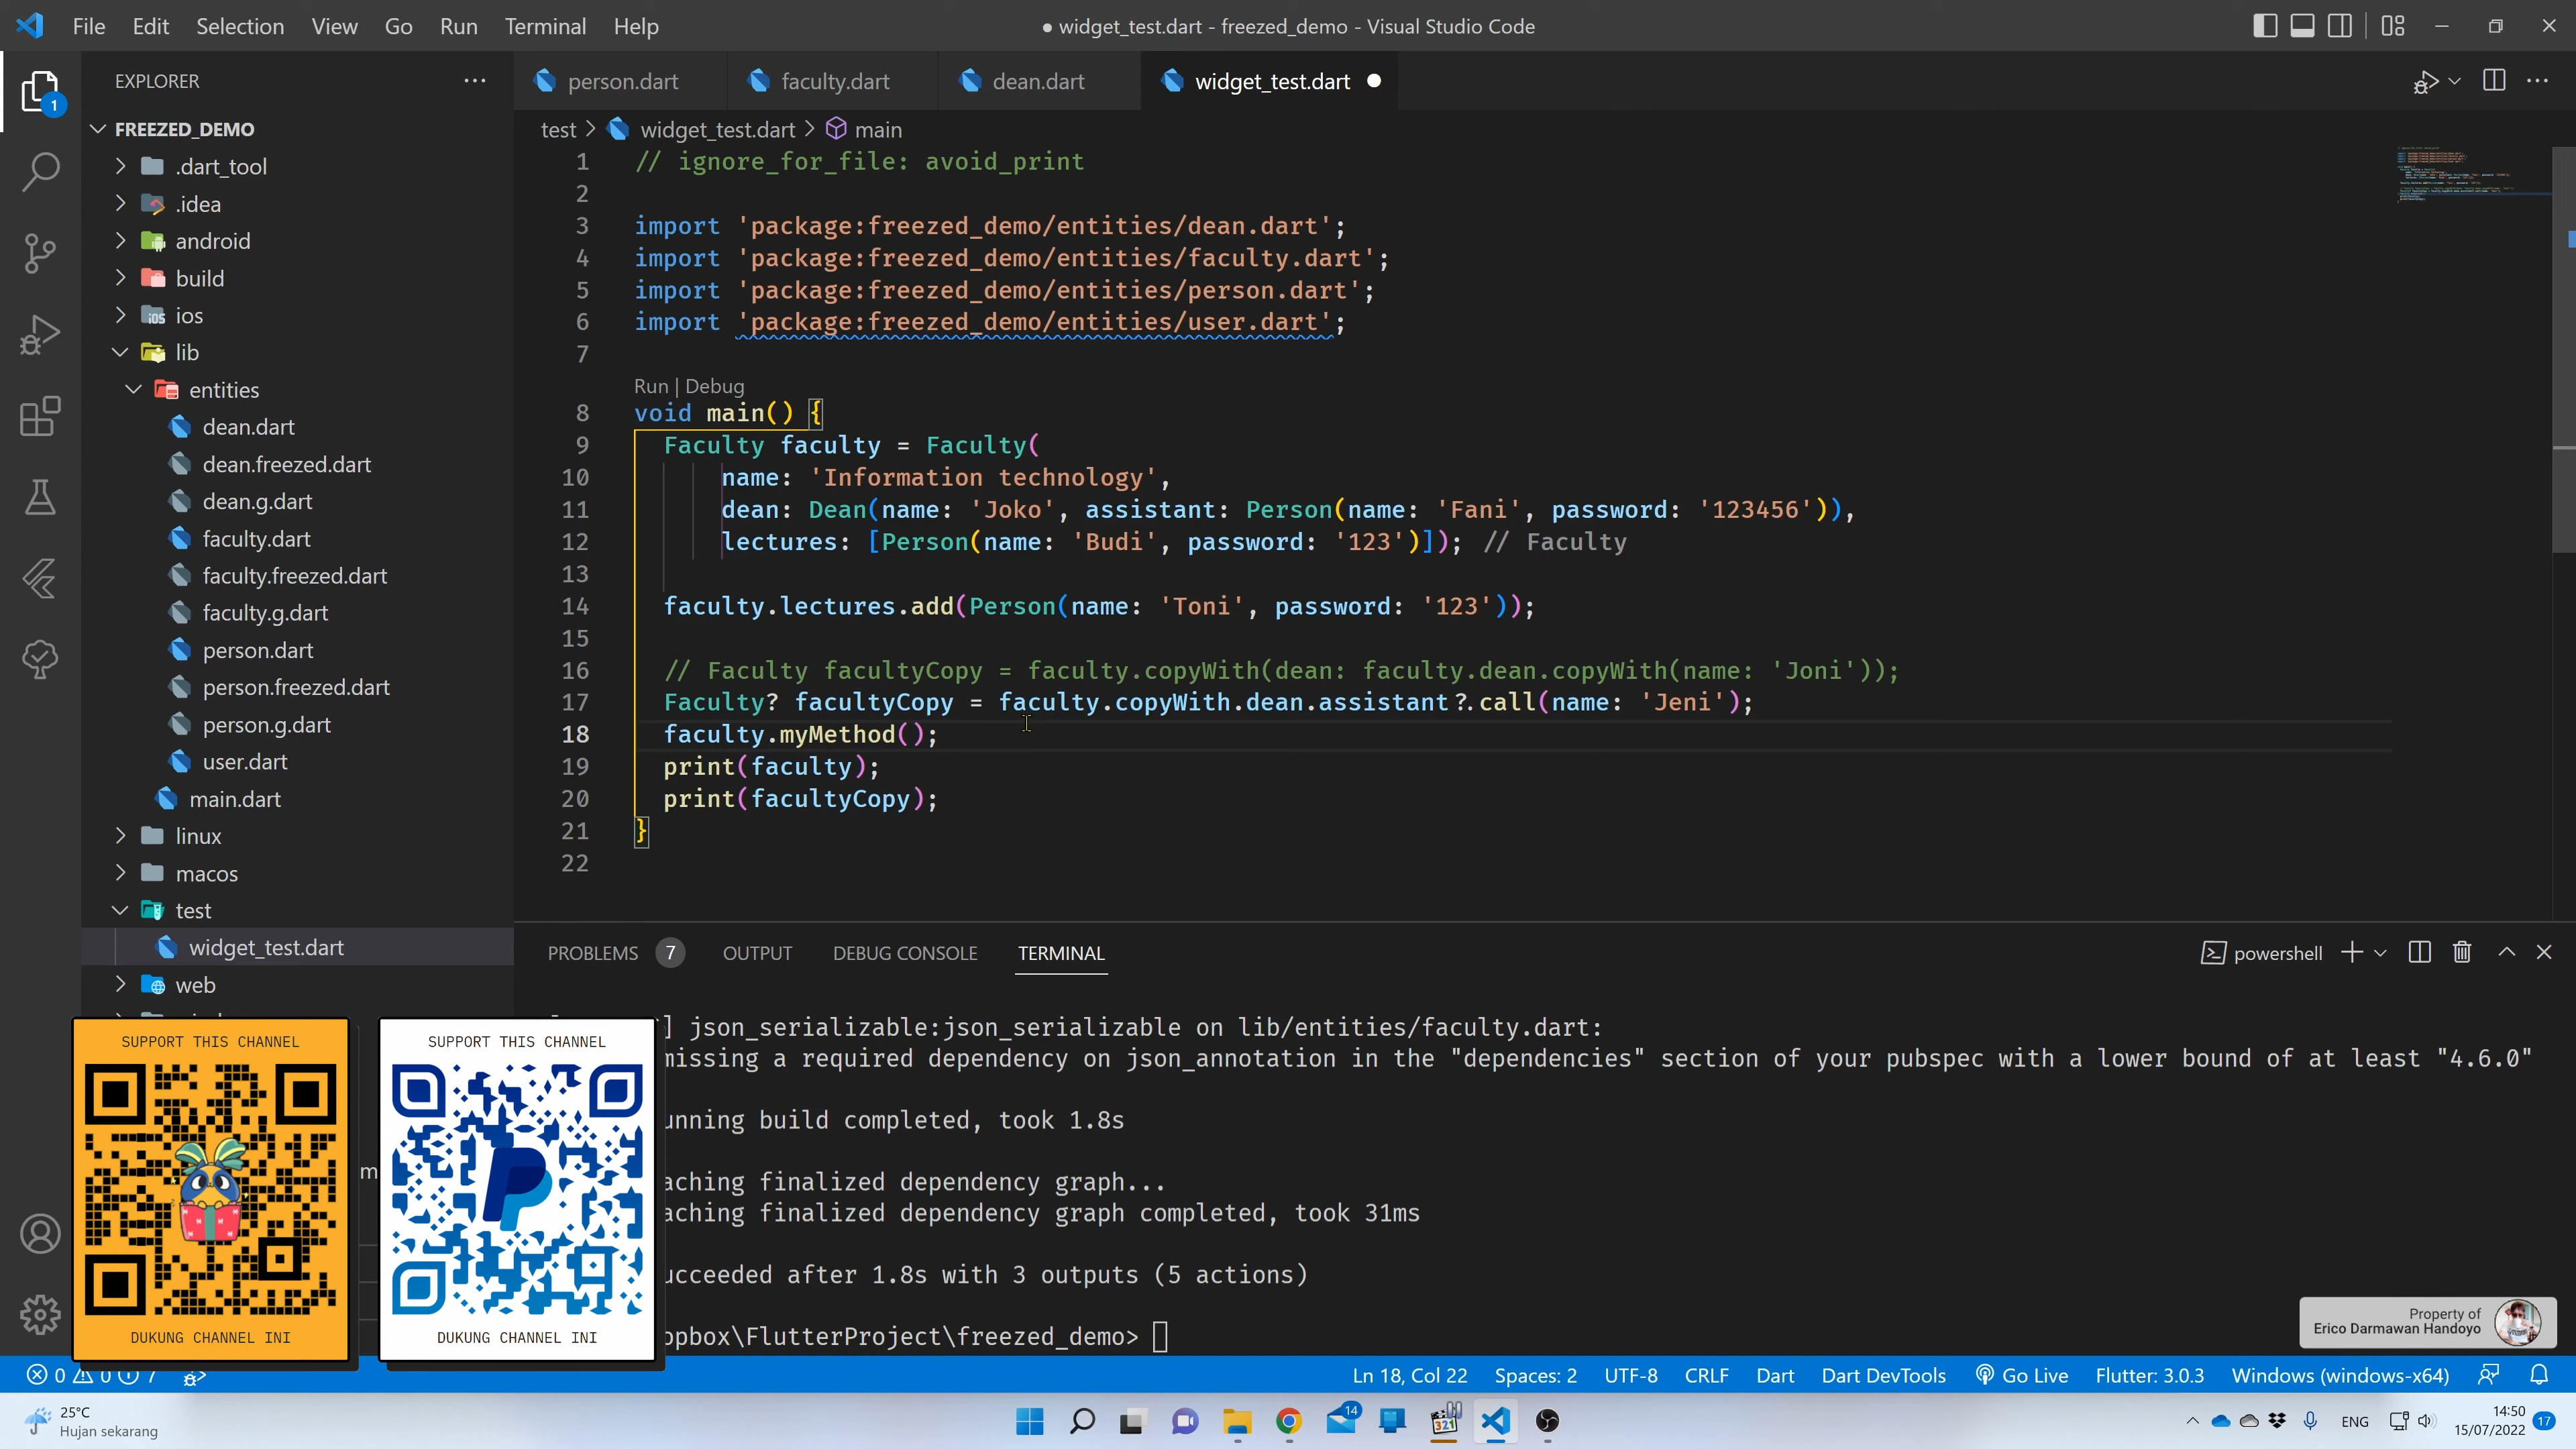 File Edit Selection View Go Run Terminal Help
● widget_test.dart - freezed_demo - Visual Studio Code
EXPLORER
1
FREEZED_DEMO
.dart_tool
.idea
android
build
ios
lib
entities
dean.dart
dean.freezed.dart
dean.g.dart
faculty.dart
faculty.freezed.dart
faculty.g.dart
person.dart
person.freezed.dart
person.g.dart
user.dart
main.dart
linux
macos
test
widget_test.dart
web
person.dart faculty.dart dean.dart widget_test.dart
test > widget_test.dart > main
1 // ignore_for_file: avoid_print
2
3 import 'package:freezed_demo/entities/dean.dart';
4 import 'package:freezed_demo/entities/faculty.dart';
5 import 'package:freezed_demo/entities/person.dart';
6 import 'package:freezed_demo/entities/user.dart';
7
Run | Debug
8 void main() {
9 Faculty faculty = Faculty(
10 name: 'Information technology',
11 dean: Dean(name: 'Joko', assistant: Person(name: 'Fani', password: '123456')),
12 lectures: [Person(name: 'Budi', password: '123')]); // Faculty
13
14 faculty.lectures.add(Person(name: 'Toni', password: '123'));
15
16 // Faculty facultyCopy = faculty.copyWith(dean: faculty.dean.copyWith(name: 'Joni'));
17 Faculty? facultyCopy = faculty.copyWith.dean.assistant?.call(name: 'Jeni');
18 faculty.myMethod();
19 print(faculty);
20 print(facultyCopy);
21 }
22
PROBLEMS 7 OUTPUT DEBUG CONSOLE TERMINAL
powershell
] json_serializable:json_serializable on lib/entities/faculty.dart:
missing a required dependency on json_annotation in the "dependencies" section of your pubspec with a lower bound of at least "4.6.0"
unning build completed, took 1.8s
aching finalized dependency graph...
aching finalized dependency graph completed, took 31ms
ucceeded after 1.8s with 3 outputs (5 actions)
opbox\FlutterProject\freezed_demo>
SUPPORT THIS CHANNEL
DUKUNG CHANNEL INI
SUPPORT THIS CHANNEL
DUKUNG CHANNEL INI
m
Property of
Erico Darmawan Handoyo
0 0 7
Ln 18, Col 22 Spaces: 2 UTF-8 CRLF Dart Dart DevTools Go Live Flutter: 3.0.3 Windows (windows-x64)
25°C
Hujan sekarang
14
321
ENG
14:50
15/07/2022
17